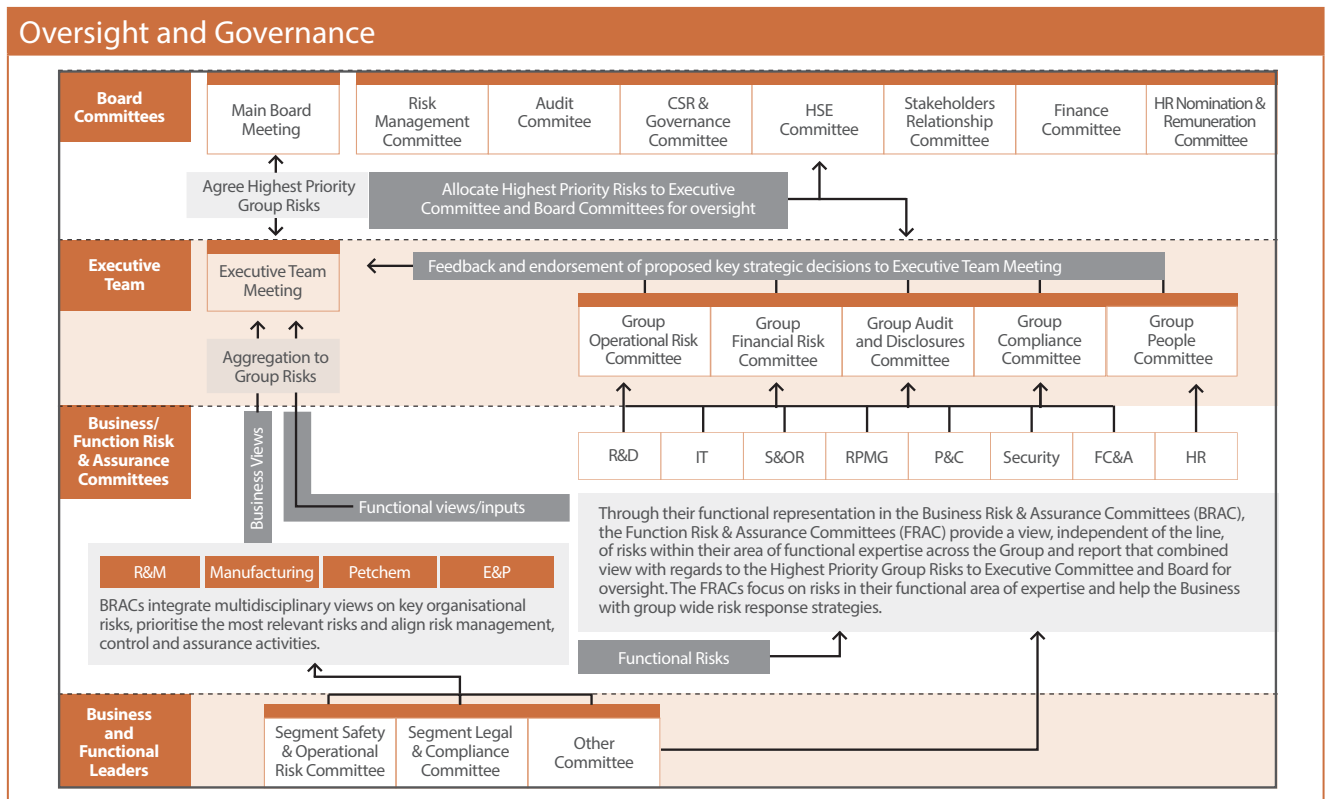 Oversight and Governance
Board
Committees
Main Board
Meeting
Risk
Management
Committee
Audit
Commitee
CSR &
Governance
Committee
HSE
Committee
Stakeholders
Relationship
Committee
Finance
Committee
HR Nomination &
Remuneration
Committee
Agree Highest Priority
Group Risks
Allocate Highest Priority Risks to Executive
Committee and Board Committees for oversight
Executive
Team
Executive Team
Meeting
Feedback and endorsement of proposed key strategic decisions to Executive Team Meeting
Group
Operational Risk
Committee
Group
Financial Risk
Committee
Group Audit
and Disclosures
Committee
Group
Compliance
Committee
Group
People
Committee
Aggregation to
Group Risks
Business/
Function Risk
& Assurance
Committees
Business Views
Functional views/inputs
R&D
IT
S&OR
RPMG
P&C
Security
FC&A
HR
Through their functional representation in the Business Risk & Assurance Committees (BRAC),
the Function Risk & Assurance Committees (FRAC) provide a view, independent of the line,
of risks within their area of functional expertise across the Group and report that combined
view with regards to the Highest Priority Group Risks to Executive Committee and Board for
oversight. The FRACs focus on risks in their functional area of expertise and help the Business
with group wide risk response strategies.
R&M
Manufacturing
Petchem
E&P
BRACs integrate multidisciplinary views on key organisational
risks, prioritise the most relevant risks and align risk management,
control and assurance activities.
Functional Risks
Business
and
Functional
Leaders
Segment Safety
& Operational
Risk Committee
Segment Legal
& Compliance
Committee
Other
Committee